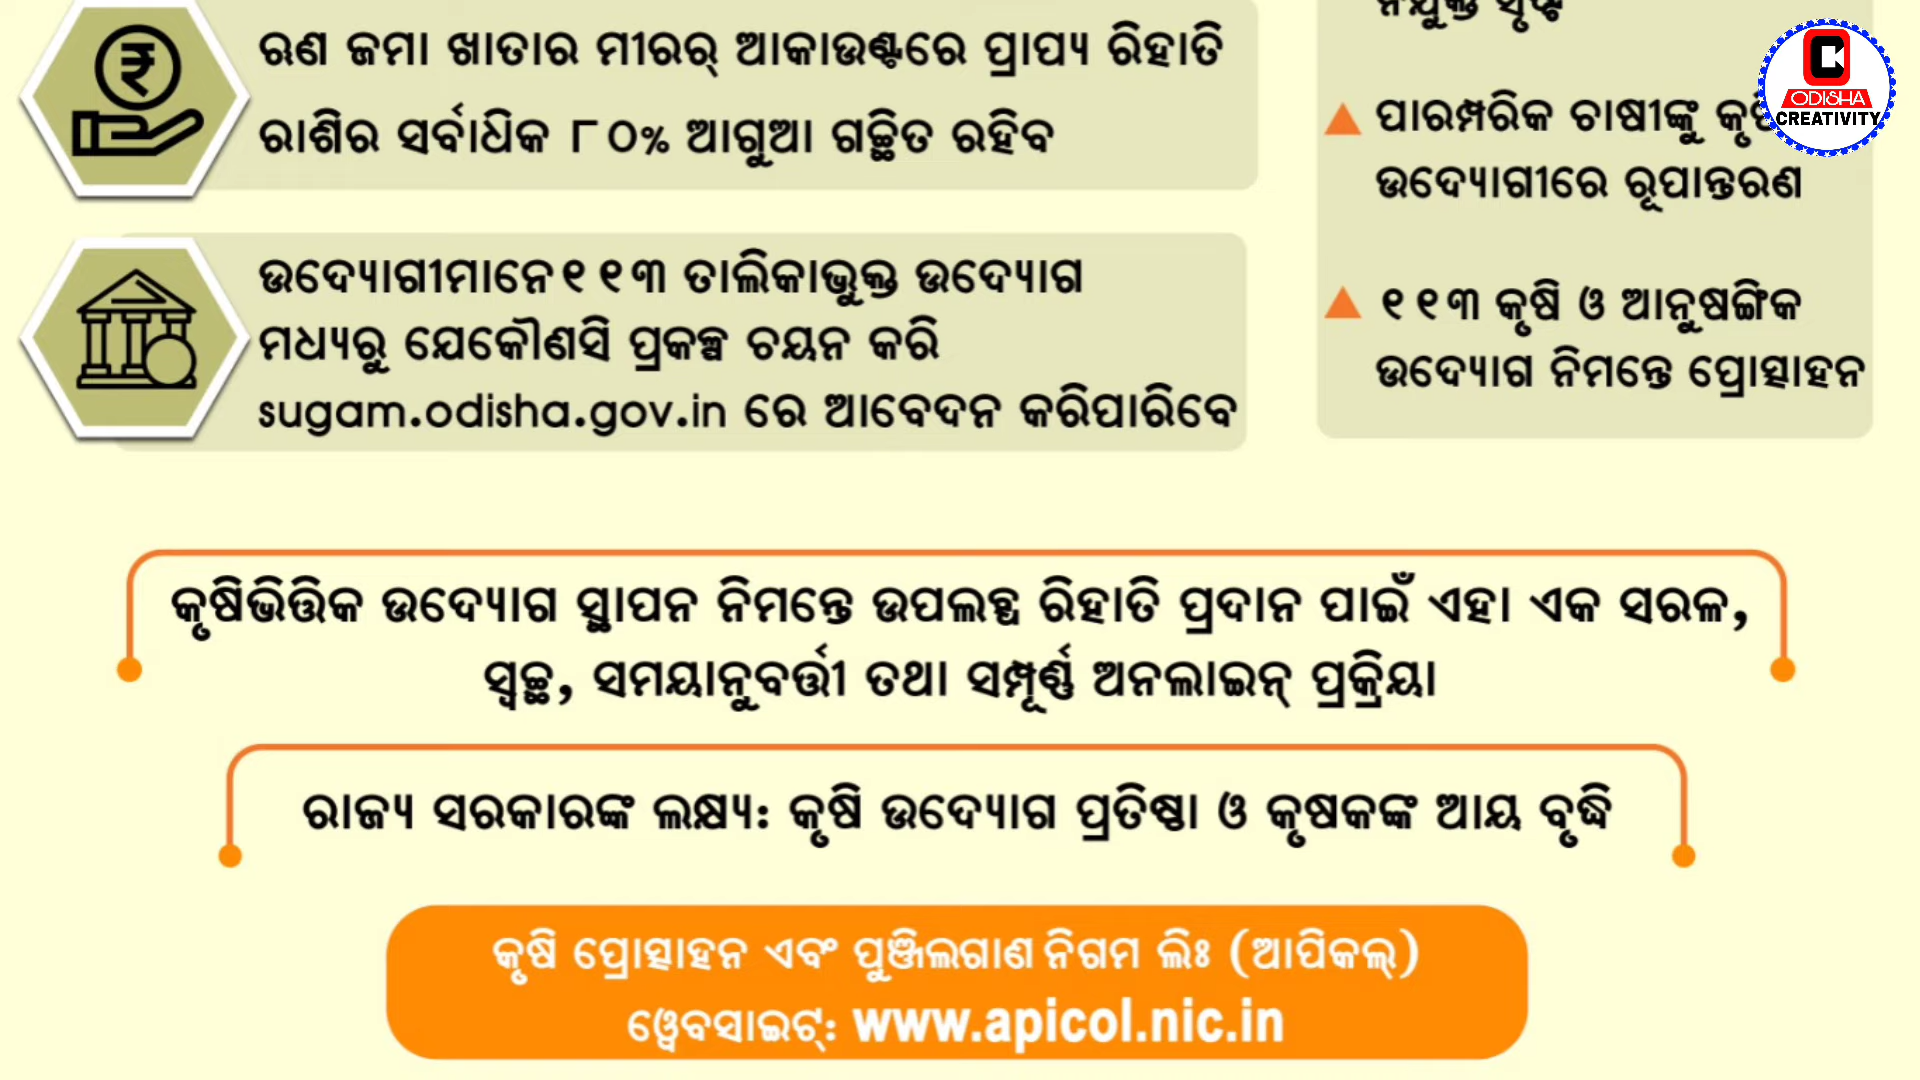 ଋଣ ଜମା ଖାତାର ମୀରର୍ ଆକାଉଣ୍ଟରେ ପ୍ରାପ୍ୟ ରିହାତି
ରାଶିର ସର୍ବାଧିକ ୮୦% ଆଗୁଆ ଗଚ୍ଛିତ ରହିବ
ଉଦ୍ୟୋଗୀମାନେ ୧୧୩ ତାଲିକାଭୁକ୍ତ ଉଦ୍ୟୋଗ
ମଧ୍ୟରୁ ଯେକୌଣସି ପ୍ରକଳ୍ପ ଚୟନ କରି
sugam.odisha.gov.in ରେ ଆବେଦନ କରିପାରିବେ
ପାରମ୍ପରିକ ଚାଷୀଙ୍କୁ
ଉଦ୍ୟୋଗୀରେ ରୂପାନ୍ତରଣ
୧୧୩ କୃଷି ଓ ଆନୁଷଙ୍ଗିକ
ଉଦ୍ୟୋଗ ନିମନ୍ତେ ପ୍ରୋତ୍ସାହନ
ODISHA
CREATIVITY
କୃଷିଭିତ୍ତିକ ଉଦ୍ୟୋଗ ସ୍ଥାପନ ନିମନ୍ତେ ଉପଲବ୍ଧ ରିହାତି ପ୍ରଦାନ ପାଇଁ ଏହା ଏକ ସରଳ,
ସ୍ୱଚ୍ଛ, ସମୟାନୁବର୍ତ୍ତୀ ତଥା ସମ୍ପୂର୍ଣ୍ଣ ଅନଲାଇନ୍ ପ୍ରକ୍ରିୟା
ରାଜ୍ୟ ସରକାରଙ୍କ ଲକ୍ଷ୍ୟ: କୃଷି ଉଦ୍ୟୋଗ ପ୍ରତିଷ୍ଠା ଓ କୃଷକଙ୍କ ଆୟ ବୃଦ୍ଧି
କୃଷି ପ୍ରୋତ୍ସାହନ ଏବଂ ପୁଞ୍ଜିଲଗାଣ ନିଗମ ଲିଃ (ଆପିକଲ୍)
ୱେବସାଇଟ୍: www.apicol.nic.in